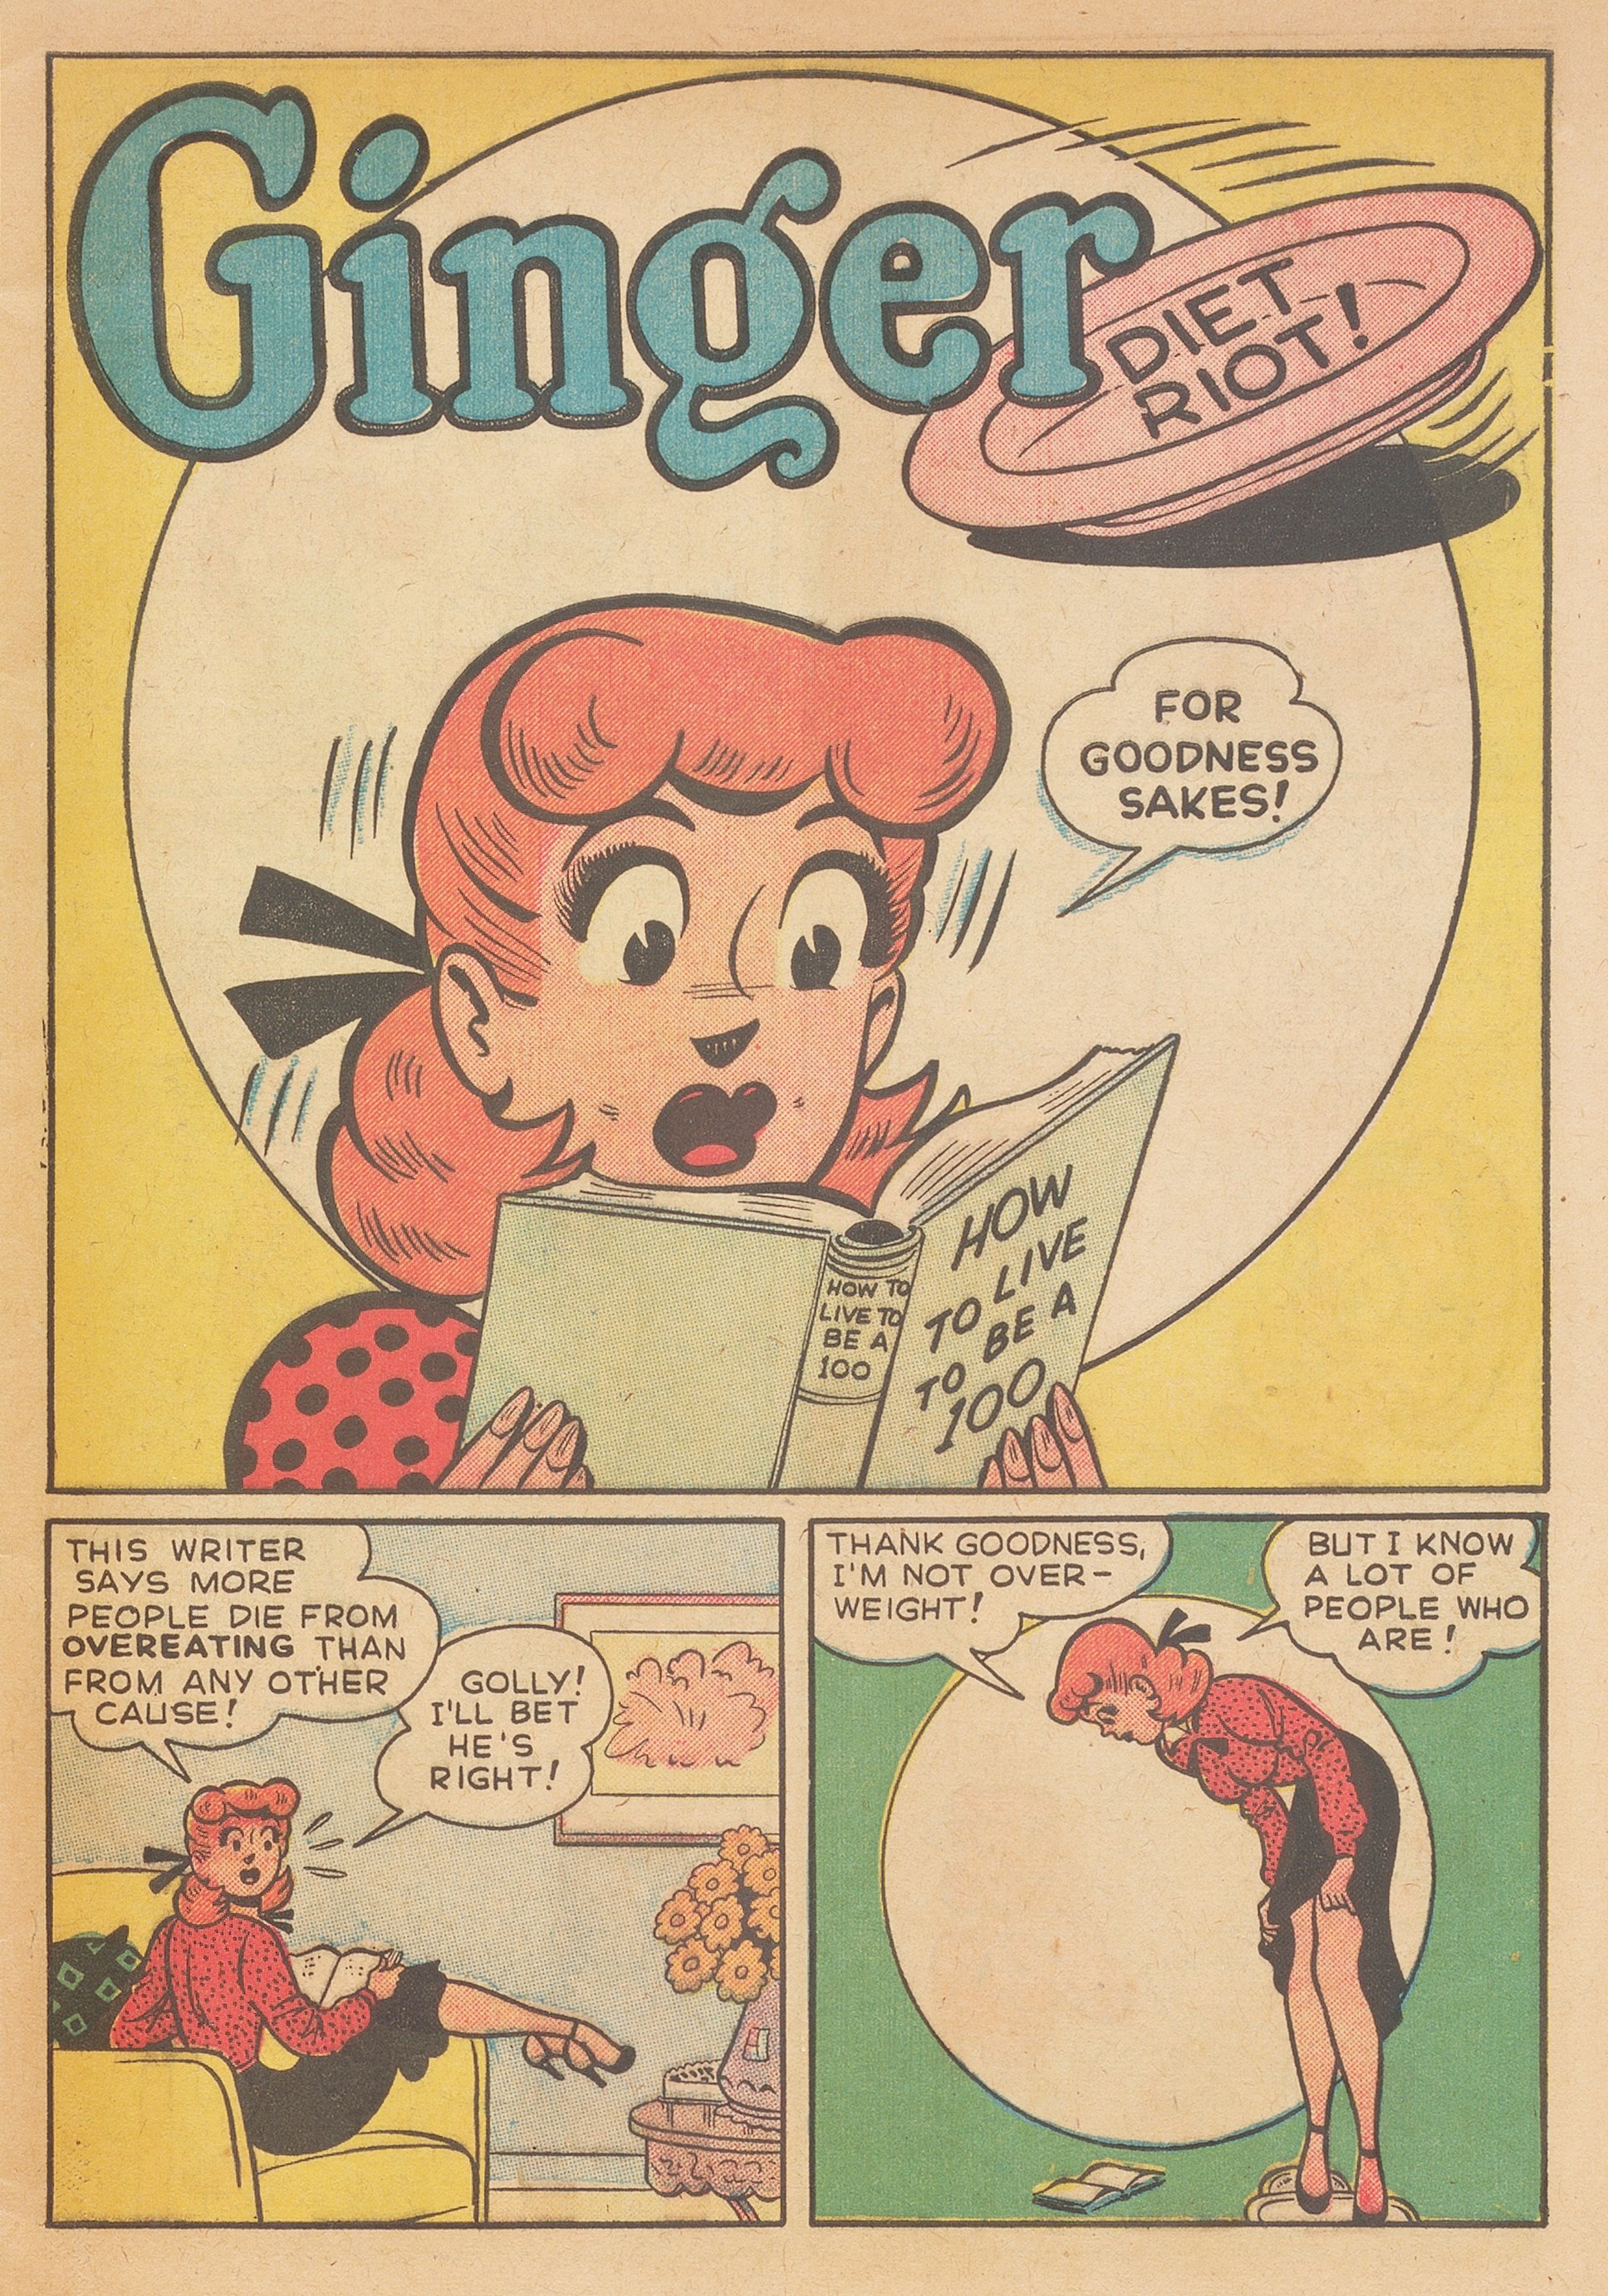 Ginger
DIET
RIOT!
FOR
GOODNESS
SAKES!
HOW TO
LIVE TO
BE A
100
HOW
TO LIVE
TO BE A
100
THIS WRITER
SAYS MORE
PEOPLE DIE FROM
OVEREATING THAN
FROM ANY OTHER
CAUSE!
GOLLY!
I'LL BET
HE'S
RIGHT!
THANK GOODNESS,
I'M NOT OVER-
WEIGHT!
BUT I KNOW
A LOT OF
PEOPLE WHO
ARE!